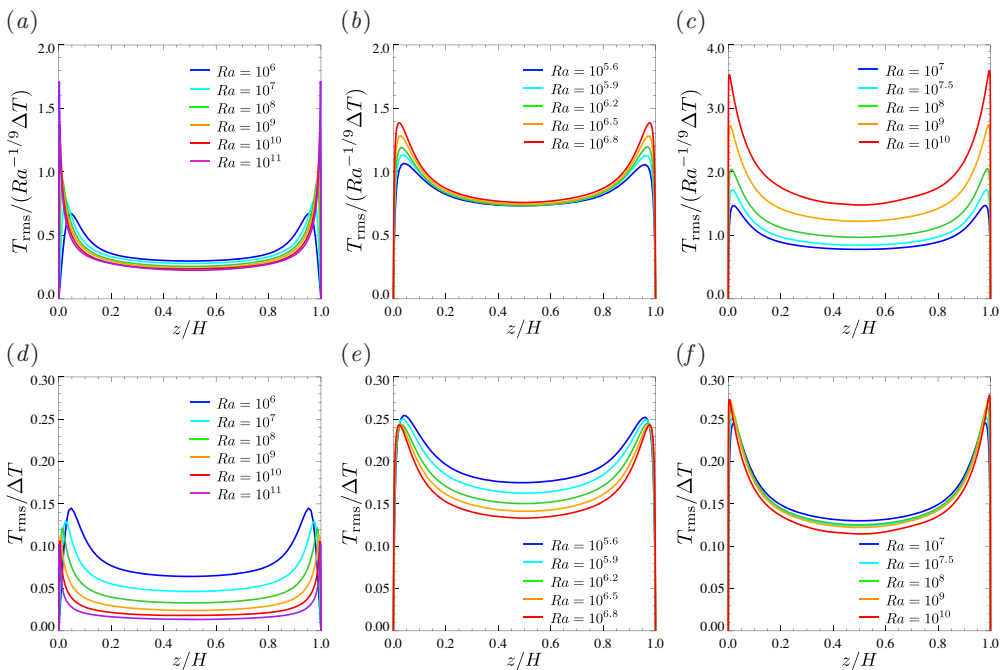 (a)
T_rms/(Ra^{-1/9} ΔT)
2.0
1.5
1.0
0.5
0.0
Ra = 10^6
Ra = 10^7
Ra = 10^8
Ra = 10^9
Ra = 10^{10}
Ra = 10^{11}
0.0 0.2 0.4 0.6 0.8 1.0
z/H
(b)
T_rms/(Ra^{-1/9} ΔT)
2.0
1.5
1.0
0.5
0.0
Ra = 10^{5.6}
Ra = 10^{5.9}
Ra = 10^{6.2}
Ra = 10^{6.5}
Ra = 10^{6.8}
0.0 0.2 0.4 0.6 0.8 1.0
z/H
(c)
T_rms/(Ra^{-1/9} ΔT)
4.0
3.0
2.0
1.0
0.0
Ra = 10^7
Ra = 10^{7.5}
Ra = 10^8
Ra = 10^9
Ra = 10^{10}
0.0 0.2 0.4 0.6 0.8 1.0
z/H
(d)
T_rms/ΔT
0.30
0.25
0.20
0.15
0.10
0.05
0.00
Ra = 10^6
Ra = 10^7
Ra = 10^8
Ra = 10^9
Ra = 10^{10}
Ra = 10^{11}
0.0 0.2 0.4 0.6 0.8 1.0
z/H
(e)
T_rms/ΔT
0.30
0.25
0.20
0.15
0.10
0.05
0.00
Ra = 10^{5.6}
Ra = 10^{5.9}
Ra = 10^{6.2}
Ra = 10^{6.5}
Ra = 10^{6.8}
0.0 0.2 0.4 0.6 0.8 1.0
z/H
(f)
T_rms/ΔT
0.30
0.25
0.20
0.15
0.10
0.05
0.00
Ra = 10^7
Ra = 10^{7.5}
Ra = 10^8
Ra = 10^9
Ra = 10^{10}
0.0 0.2 0.4 0.6 0.8 1.0
z/H